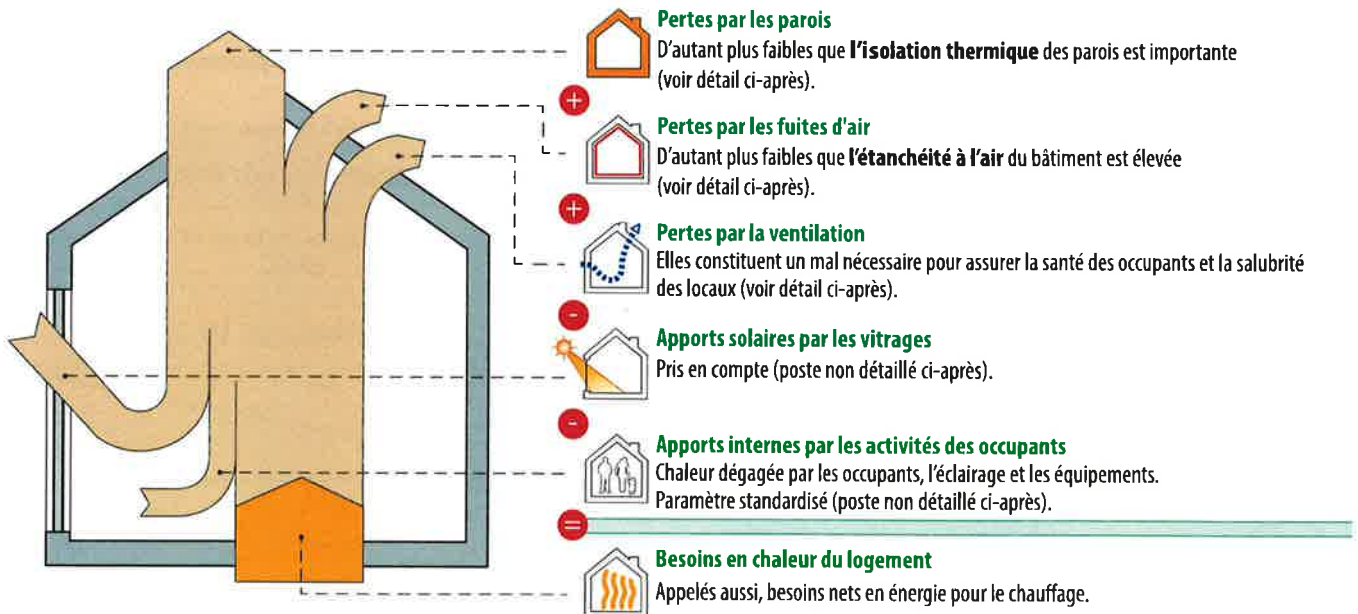 Pertes par les parois
D'autant plus faibles que l'isolation thermique des parois est importante
(voir détail ci-après).
+
Pertes par les fuites d'air
D'autant plus faibles que l'étanchéité à l'air du bâtiment est élevée
(voir détail ci-après).
+
Pertes par la ventilation
Elles constituent un mal nécessaire pour assurer la santé des occupants et la salubrité
des locaux (voir détail ci-après).
-
Apports solaires par les vitrages
Pris en compte (poste non détaillé ci-après).
-
Apports internes par les activités des occupants
Chaleur dégagée par les occupants, l'éclairage et les équipements.
Paramètre standardisé (poste non détaillé ci-après).
=
Besoins en chaleur du logement
Appelés aussi, besoins nets en énergie pour le chauffage.